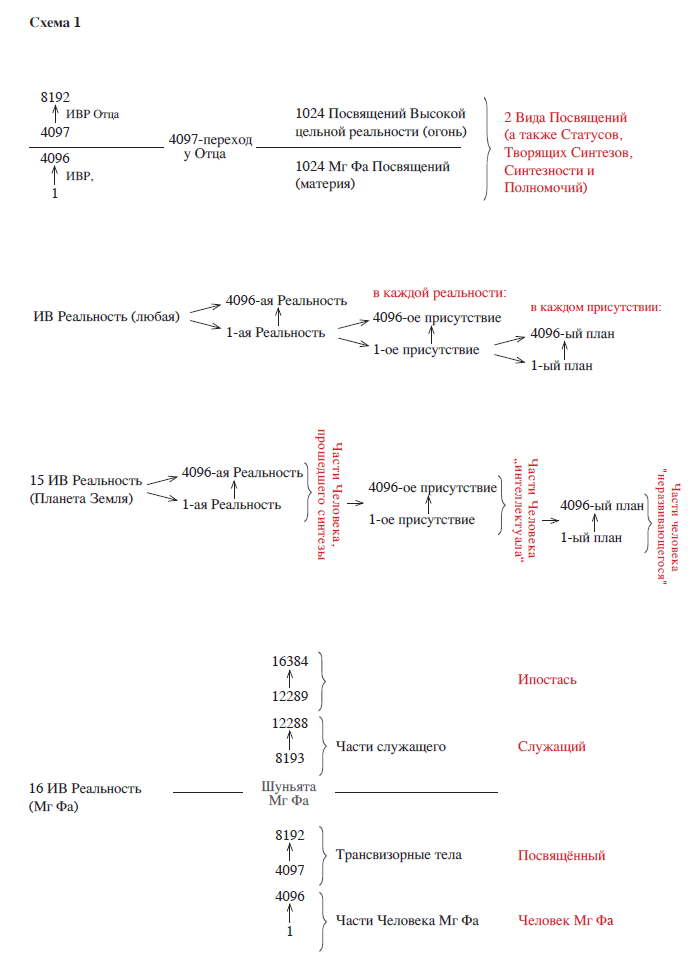 Схема 1
8192
ИВР Отца
4097
4096
ИВР,
1
4097-переход
у Отца
1024 Посвящений Высокой
цельной реальности (огонь)
1024 Мг Фа Посвящений
(материя)
2 Вида Посвящений
(а также Статусов,
Творящих Синтезов,
Синтезности и
Полномочий)
ИВ Реальность (любая)
4096-ая Реальность
1-ая Реальность
в каждой реальности:
4096-ое присутствие
1-ое присутствие
в каждом присутствии:
4096-ый план
1-ый план
15 ИВ Реальность
(Планета Земля)
4096-ая Реальность
1-ая Реальность
Части Человека,
прошедшего синтезы
4096-ое присутствие
1-ое присутствие
Части Человека
„интеллектуала“
4096-ый план
1-ый план
Части человека
"неразвивающегося"
16384
12289
Ипостась
12288
8193
Части служащего
Служащий
16 ИВ Реальность
(Мг Фа)
Шуньята
Мг Фа
8192
4097
Трансвизорные тела
Посвящённый
4096
1
Части Человека Мг Фа
Человек Мг Фа